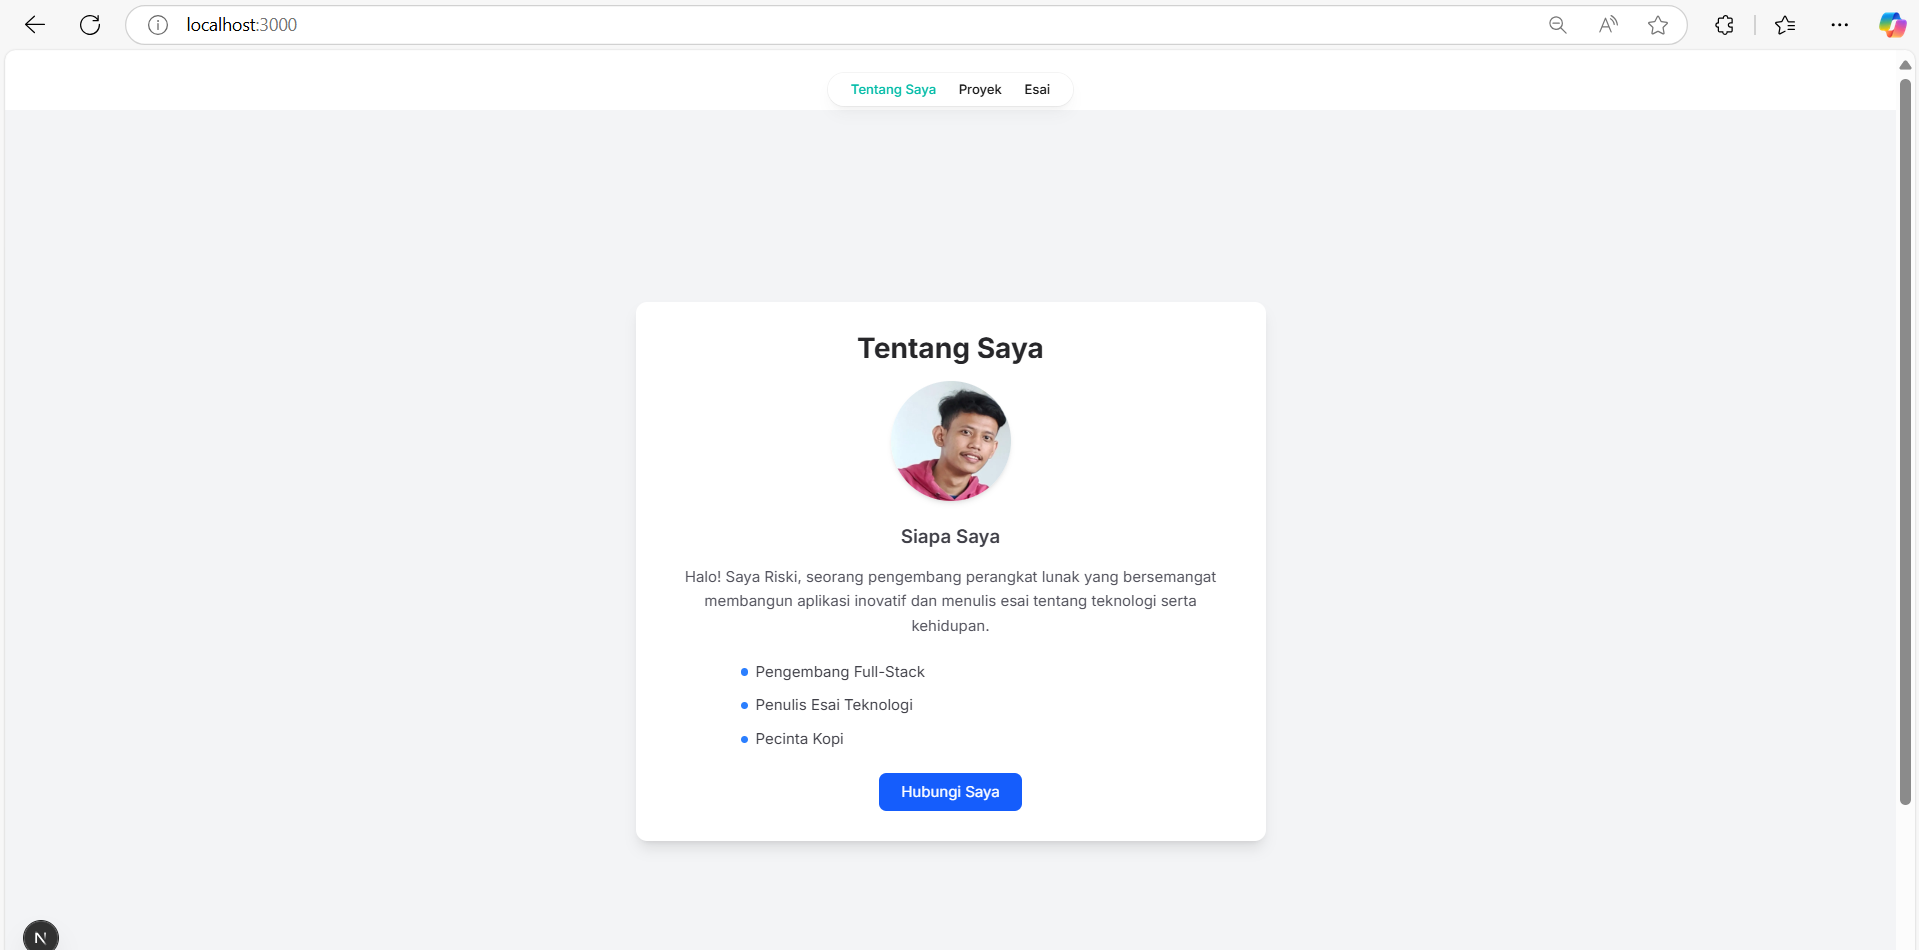 localhost:3000
Tentang Saya Proyek Esai
Tentang Saya
Siapa Saya
Halo! Saya Riski, seorang pengembang perangkat lunak yang bersemangat
membangun aplikasi inovatif dan menulis esai tentang teknologi serta
kehidupan.
Pengembang Full-Stack
Penulis Esai Teknologi
Pecinta Kopi
Hubungi Saya
N